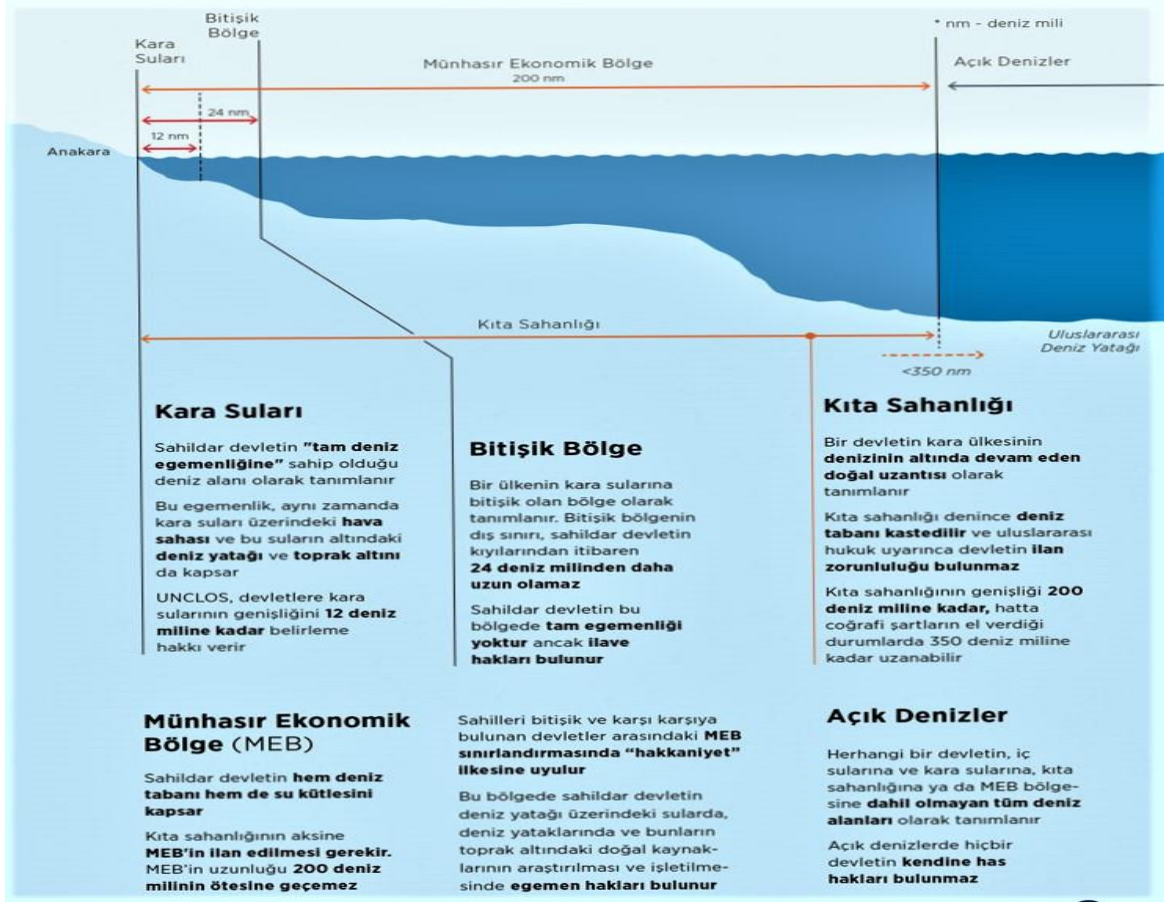 Bitişik
Bölge
* nm - deniz mili
Kara
Suları
Münhasır Ekonomik Bölge
200 nm
Açık Denizler
24 nm
12 nm
Anakara
Kıta Sahanlığı
Uluslararası
Deniz Yatağı
<350 nm
Kara Suları
Sahildar devletin "tam deniz
egemenliğine" sahip olduğu
deniz alanı olarak tanımlanır
Bu egemenlik, aynı zamanda
kara suları üzerindeki hava
sahası ve bu suların altındaki
deniz yatağı ve toprak altını
da kapsar
UNCLOS, devletlere kara
sularının genişliğini 12 deniz
miline kadar belirleme
hakkı verir
Bitişik Bölge
Bir ülkenin kara sularına
bitişik olan bölge olarak
tanımlanır. Bitişik bölgenin
dış sınırı, sahildar devletin
kıyılarından itibaren
24 deniz milinden daha
uzun olamaz
Sahildar devletin bu
bölgede tam egemenliği
yoktur ancak ilave
hakları bulunur
Kıta Sahanlığı
Bir devletin kara ülkesinin
denizinin altında devam eden
doğal uzantısı olarak
tanımlanır
Kıta sahanlığı denince deniz
tabanı kastedilir ve uluslararası
hukuk uyarınca devletin ilan
zorunluluğu bulunmaz
Kıta sahanlığının genişliği 200
deniz miline kadar, hatta
coğrafi şartların el verdiği
durumlarda 350 deniz miline
kadar uzanabilir
Münhasır Ekonomik
Bölge (MEB)
Sahildar devletin hem deniz
tabanı hem de su kütlesini
kapsar
Kıta sahanlığının aksine
MEB'in ilan edilmesi gerekir.
MEB'in uzunluğu 200 deniz
milinin ötesine geçemez
Sahilleri bitişik ve karşı karşıya
bulunan devletler arasındaki MEB
sınırlandırmasında "hakkaniyet"
ilkesine uyulur
Bu bölgede sahildar devletin
deniz yatağı üzerindeki sularda,
deniz yataklarında ve bunların
toprak altındaki doğal kaynak-
larının araştırılması ve işletilme-
sinde egemen hakları bulunur
Açık Denizler
Herhangi bir devletin, iç
sularına ve kara sularına, kıta
sahanlığına ya da MEB bölge-
sine dahil olmayan tüm deniz
alanları olarak tanımlanır
Açık denizlerde hiçbir
devletin kendine has
hakları bulunmaz